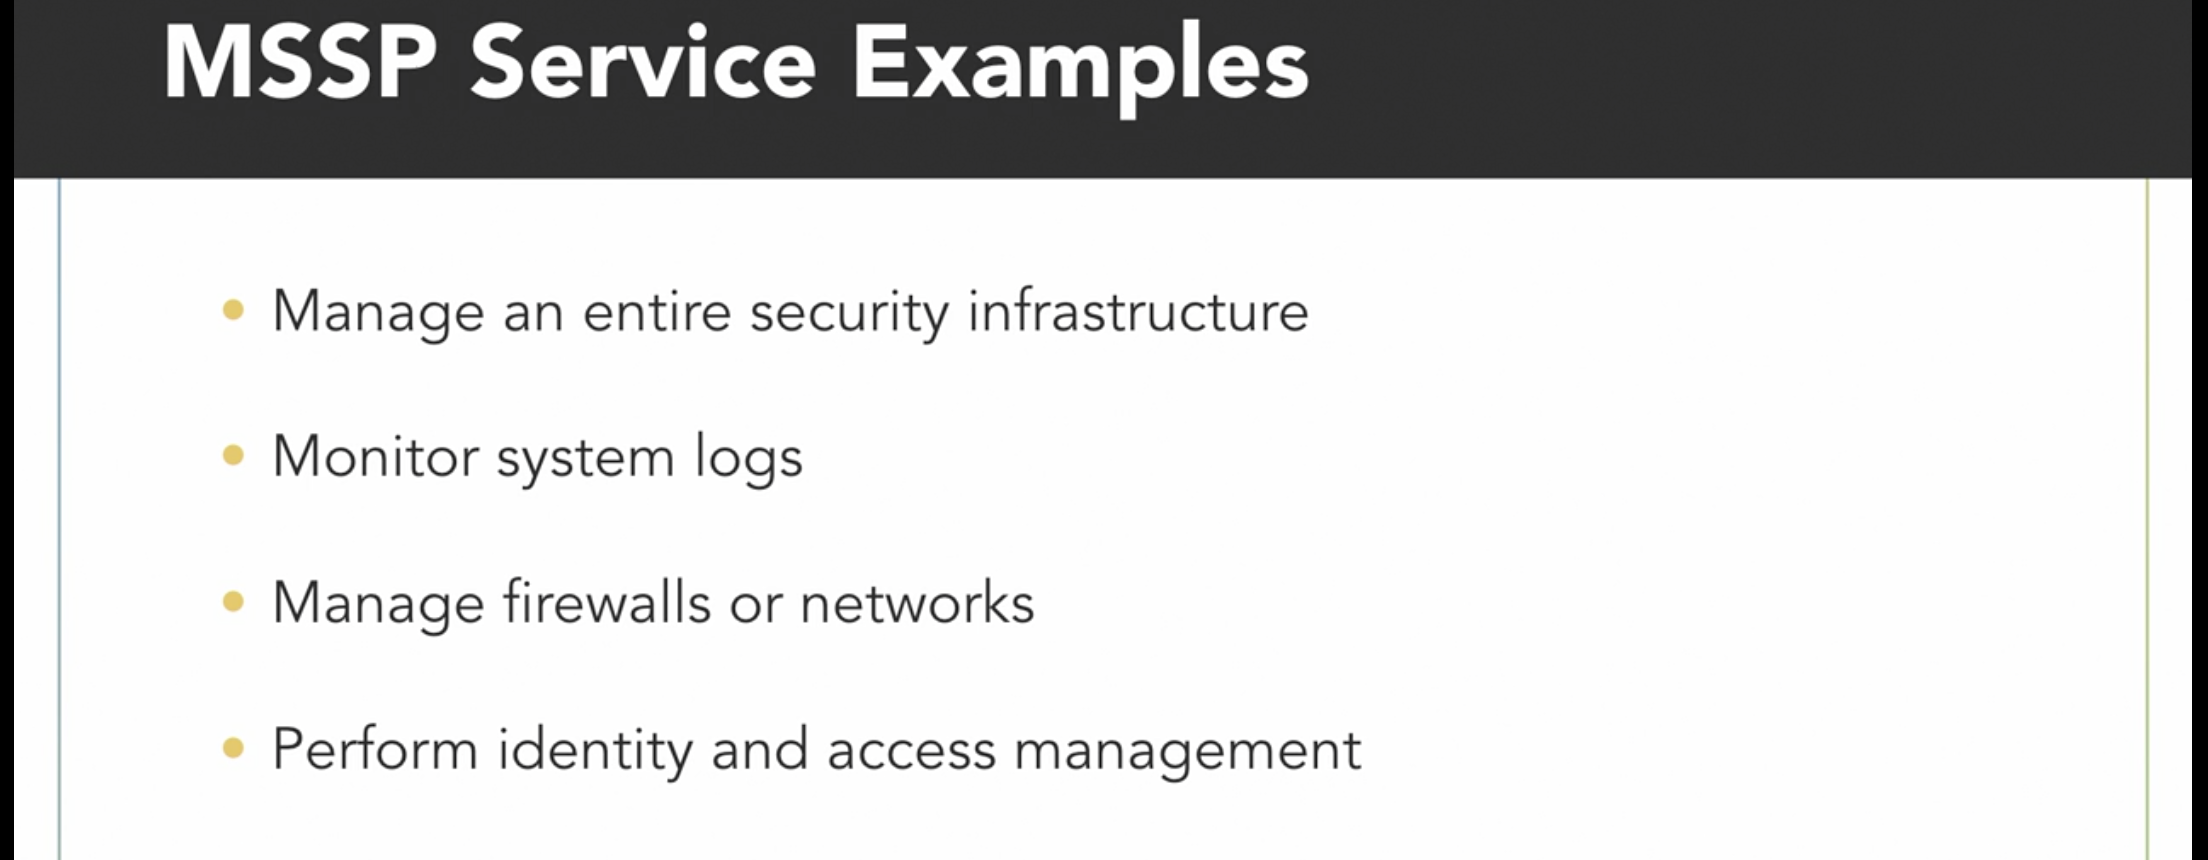 MSSP Service Examples
Manage an entire security infrastructure
Monitor system logs
Manage firewalls or networks
Perform identity and access management